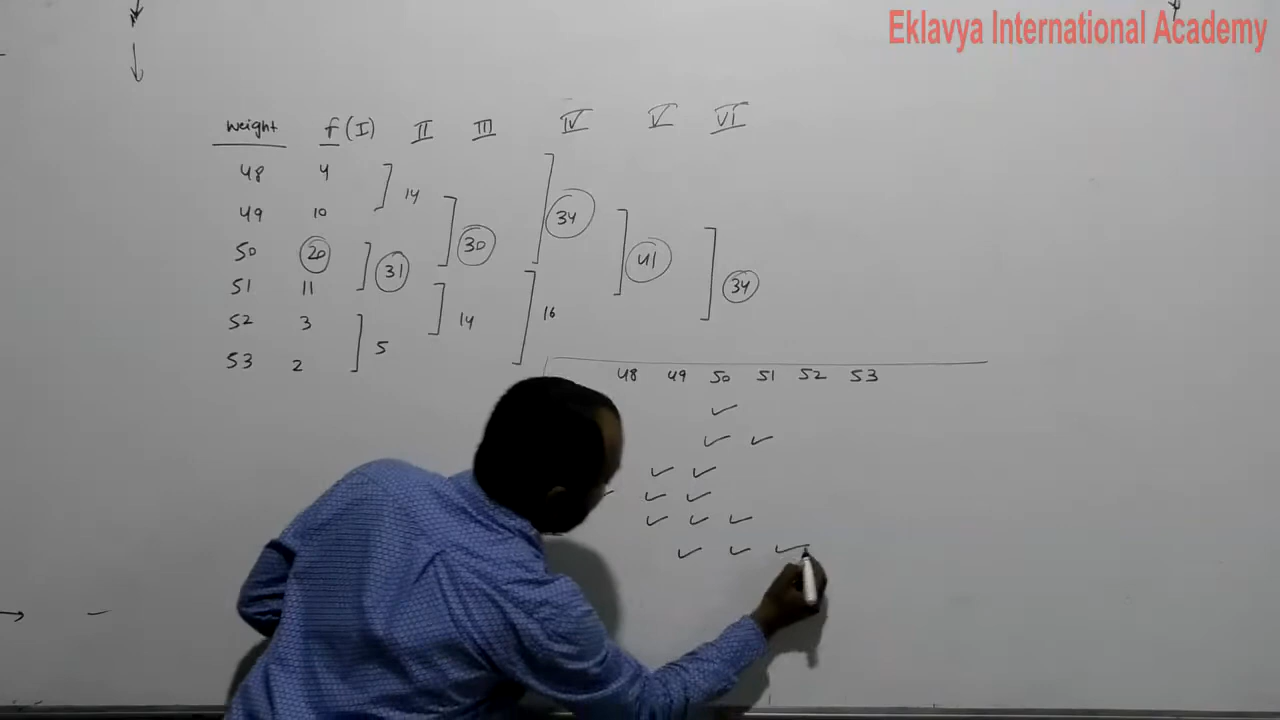 Eklavya International Academy
weight f(I) II III IV V VI
48 4
14
49 10
34
50 20 30 41
31
51 11 34
52 3 14 16
53 2 5
48 49 50 51 52 53
✓
✓ ✓
✓ ✓
✓ ✓ ✓
✓ ✓ ✓
✓ ✓ ✓